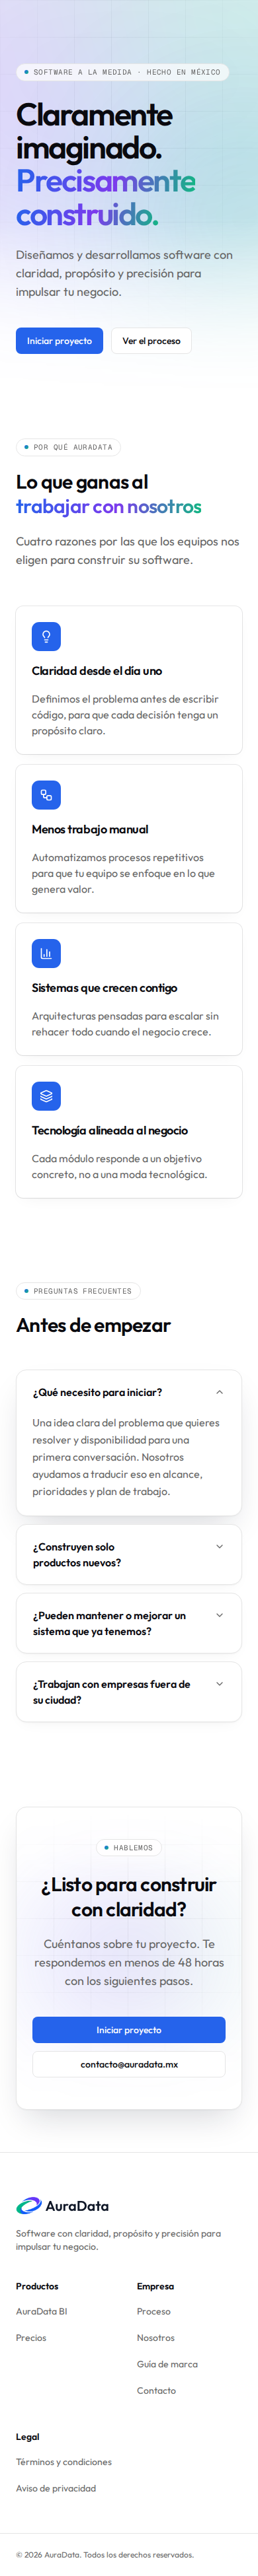 SOFTWARE A LA MEDIDA · HECHO EN MÉXICO
Claramente
imaginado.
Precisamente
construido.
Diseñamos y desarrollamos software con
claridad, propósito y precisión para
impulsar tu negocio.
Iniciar proyecto
Ver el proceso
POR QUÉ AURADATA
Lo que ganas al
trabajar con nosotros
Cuatro razones por las que los equipos nos
eligen para construir su software.
Claridad desde el día uno
Definimos el problema antes de escribir
código, para que cada decisión tenga un
propósito claro.
Menos trabajo manual
Automatizamos procesos repetitivos
para que tu equipo se enfoque en lo que
genera valor.
Sistemas que crecen contigo
Arquitecturas pensadas para escalar sin
rehacer todo cuando el negocio crece.
Tecnología alineada al negocio
Cada módulo responde a un objetivo
concreto, no a una moda tecnológica.
PREGUNTAS FRECUENTES
Antes de empezar
¿Qué necesito para iniciar?
Una idea clara del problema que quieres
resolver y disponibilidad para una
primera conversación. Nosotros
ayudamos a traducir eso en alcance,
prioridades y plan de trabajo.
¿Construyen solo
productos nuevos?
¿Pueden mantener o mejorar un
sistema que ya tenemos?
¿Trabajan con empresas fuera de
su ciudad?
HABLEMOS
¿Listo para construir
con claridad?
Cuéntanos sobre tu proyecto. Te
respondemos en menos de 48 horas
con los siguientes pasos.
Iniciar proyecto
contacto@auradata.mx
AuraData
Software con claridad, propósito y precisión para
impulsar tu negocio.
Productos
AuraData BI
Precios
Empresa
Proceso
Nosotros
Guía de marca
Contacto
Legal
Términos y condiciones
Aviso de privacidad
© 2026 AuraData. Todos los derechos reservados.